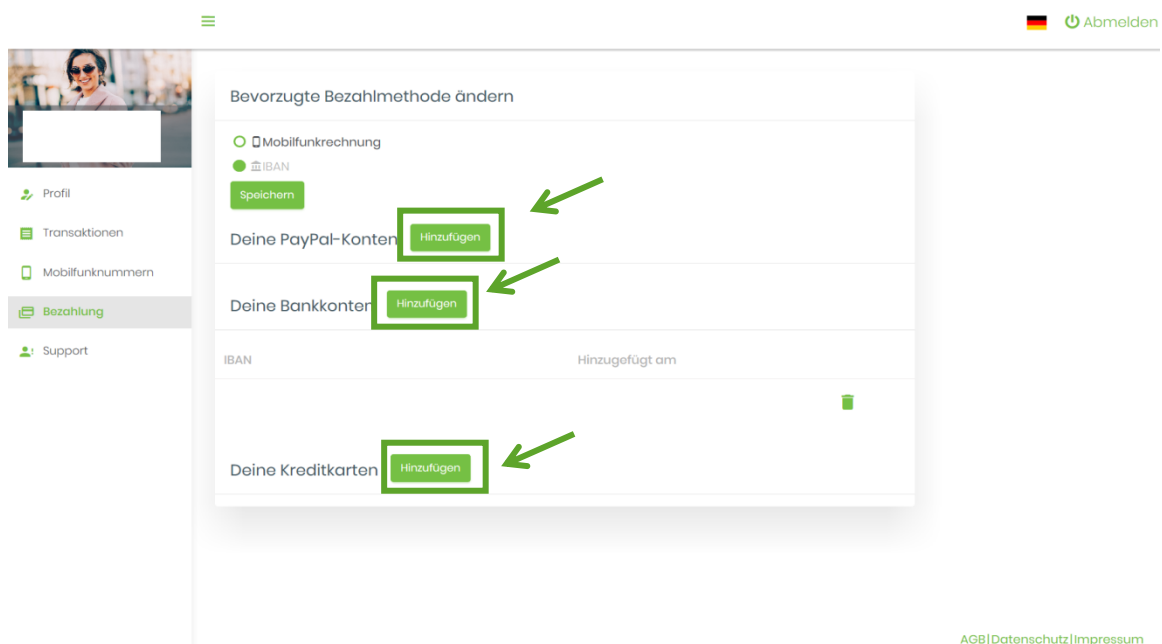 Abmelden
Profil
Transaktionen
Mobilfunknummern
Bezahlung
Support
Bevorzugte Bezahlmethode ändern
Mobilfunkrechnung
IBAN
Speichern
Deine PayPal-Konten Hinzufügen
Deine Bankkonten Hinzufügen
IBAN Hinzugefügt am
Deine Kreditkarten Hinzufügen
AGB|Datenschutz|Impressum